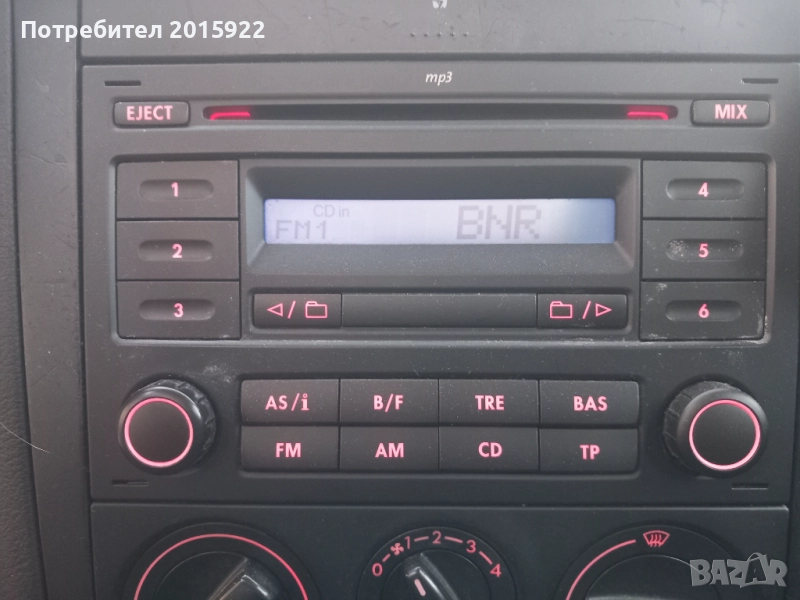 Потребител 2015922
mp3
EJECT MIX
1 4
CD in
FM1 BNR
2 5
3 6
AS/i B/F TRE BAS
FM AM CD TP
0 1 2 3 4
BAZAR